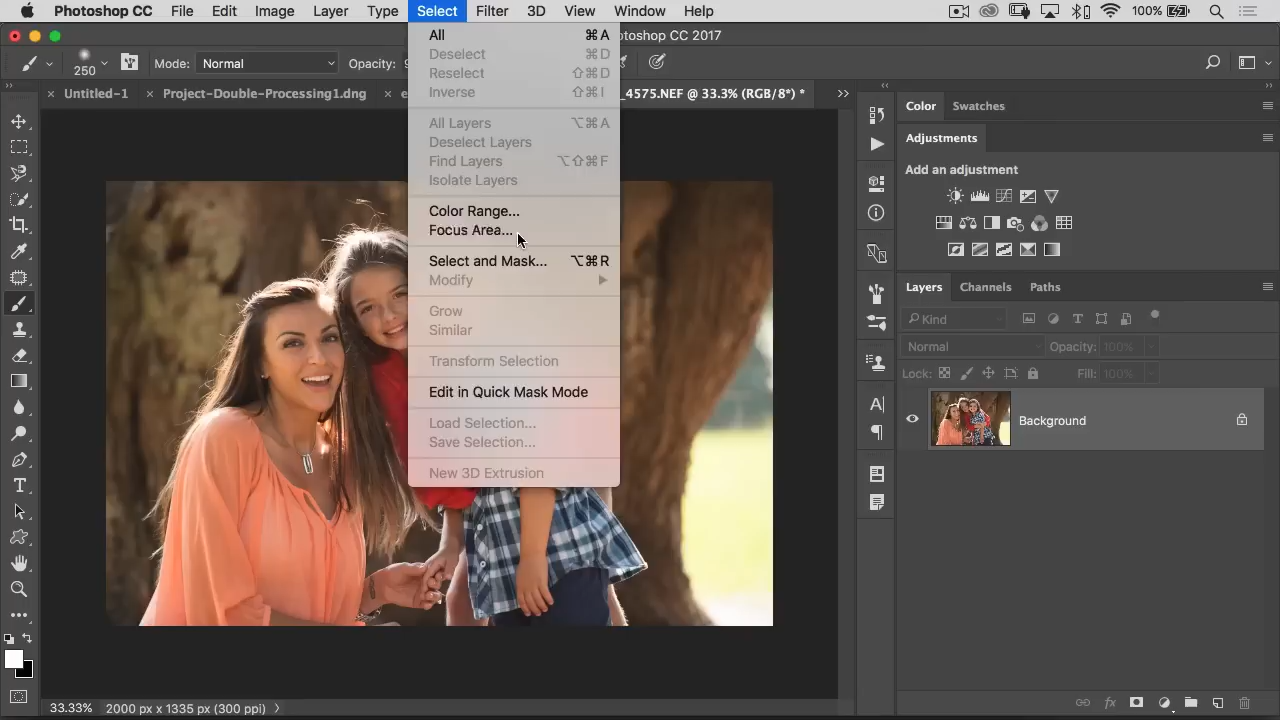 Photoshop CC File Edit Image Layer Type Select Filter 3D View Window Help 100%
otoshop CC 2017
250 Mode: Normal Opacity:
Untitled-1 Project-Double-Processing1.dng _4575.NEF @ 33.3% (RGB/8*) *
All ⌘A
Deselect ⌘D
Reselect ⇧⌘D
Inverse ⇧⌘I
All Layers ⌥⌘A
Deselect Layers
Find Layers ⌥⇧⌘F
Isolate Layers
Color Range...
Focus Area...
Select and Mask... ⌥⌘R
Modify
Grow
Similar
Transform Selection
Edit in Quick Mask Mode
Load Selection...
Save Selection...
New 3D Extrusion
Color Swatches
Adjustments
Add an adjustment
Layers Channels Paths
Kind
Normal Opacity: 100%
Lock: Fill: 100%
Background
33.33% 2000 px x 1335 px (300 ppi)